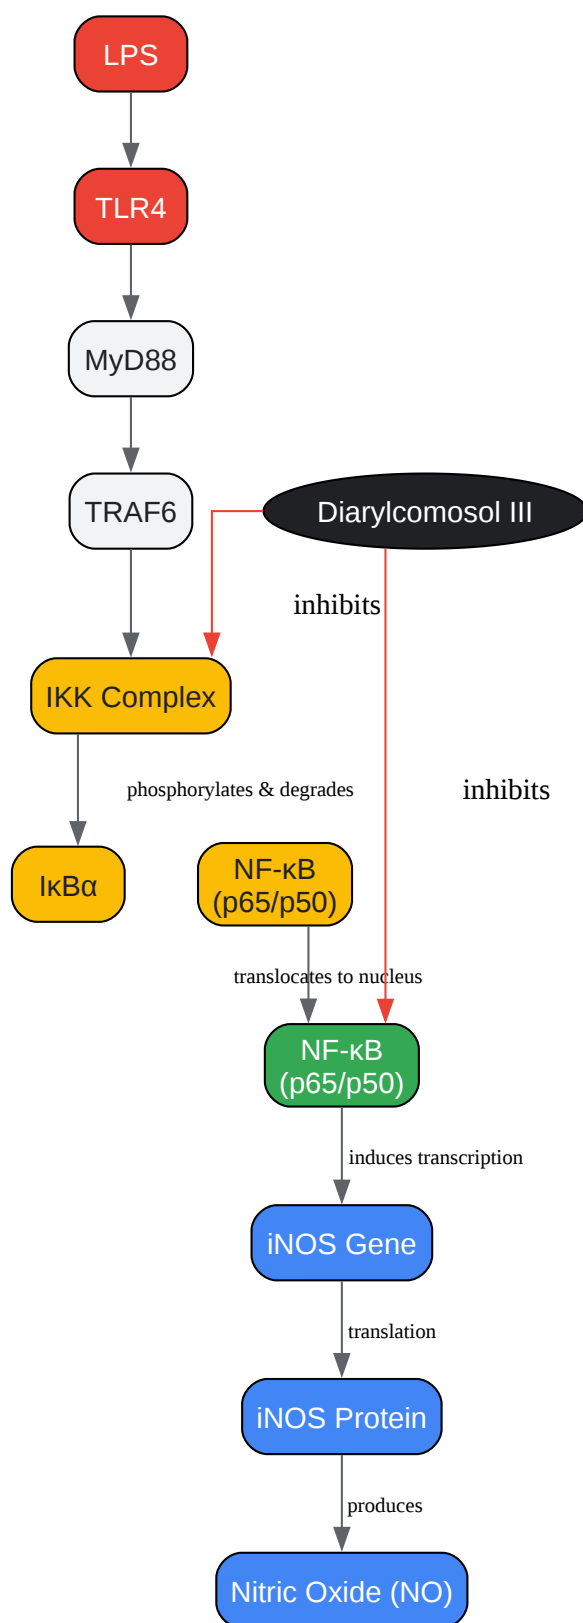 LPS
TLR4
MyD88
TRAF6
Diarylcomosol III
inhibits
IKK Complex
phosphorylates & degrades
inhibits
IκBα
NF-κB
(p65/p50)
translocates to nucleus
NF-κB
(p65/p50)
induces transcription
iNOS Gene
translation
iNOS Protein
produces
Nitric Oxide (NO)